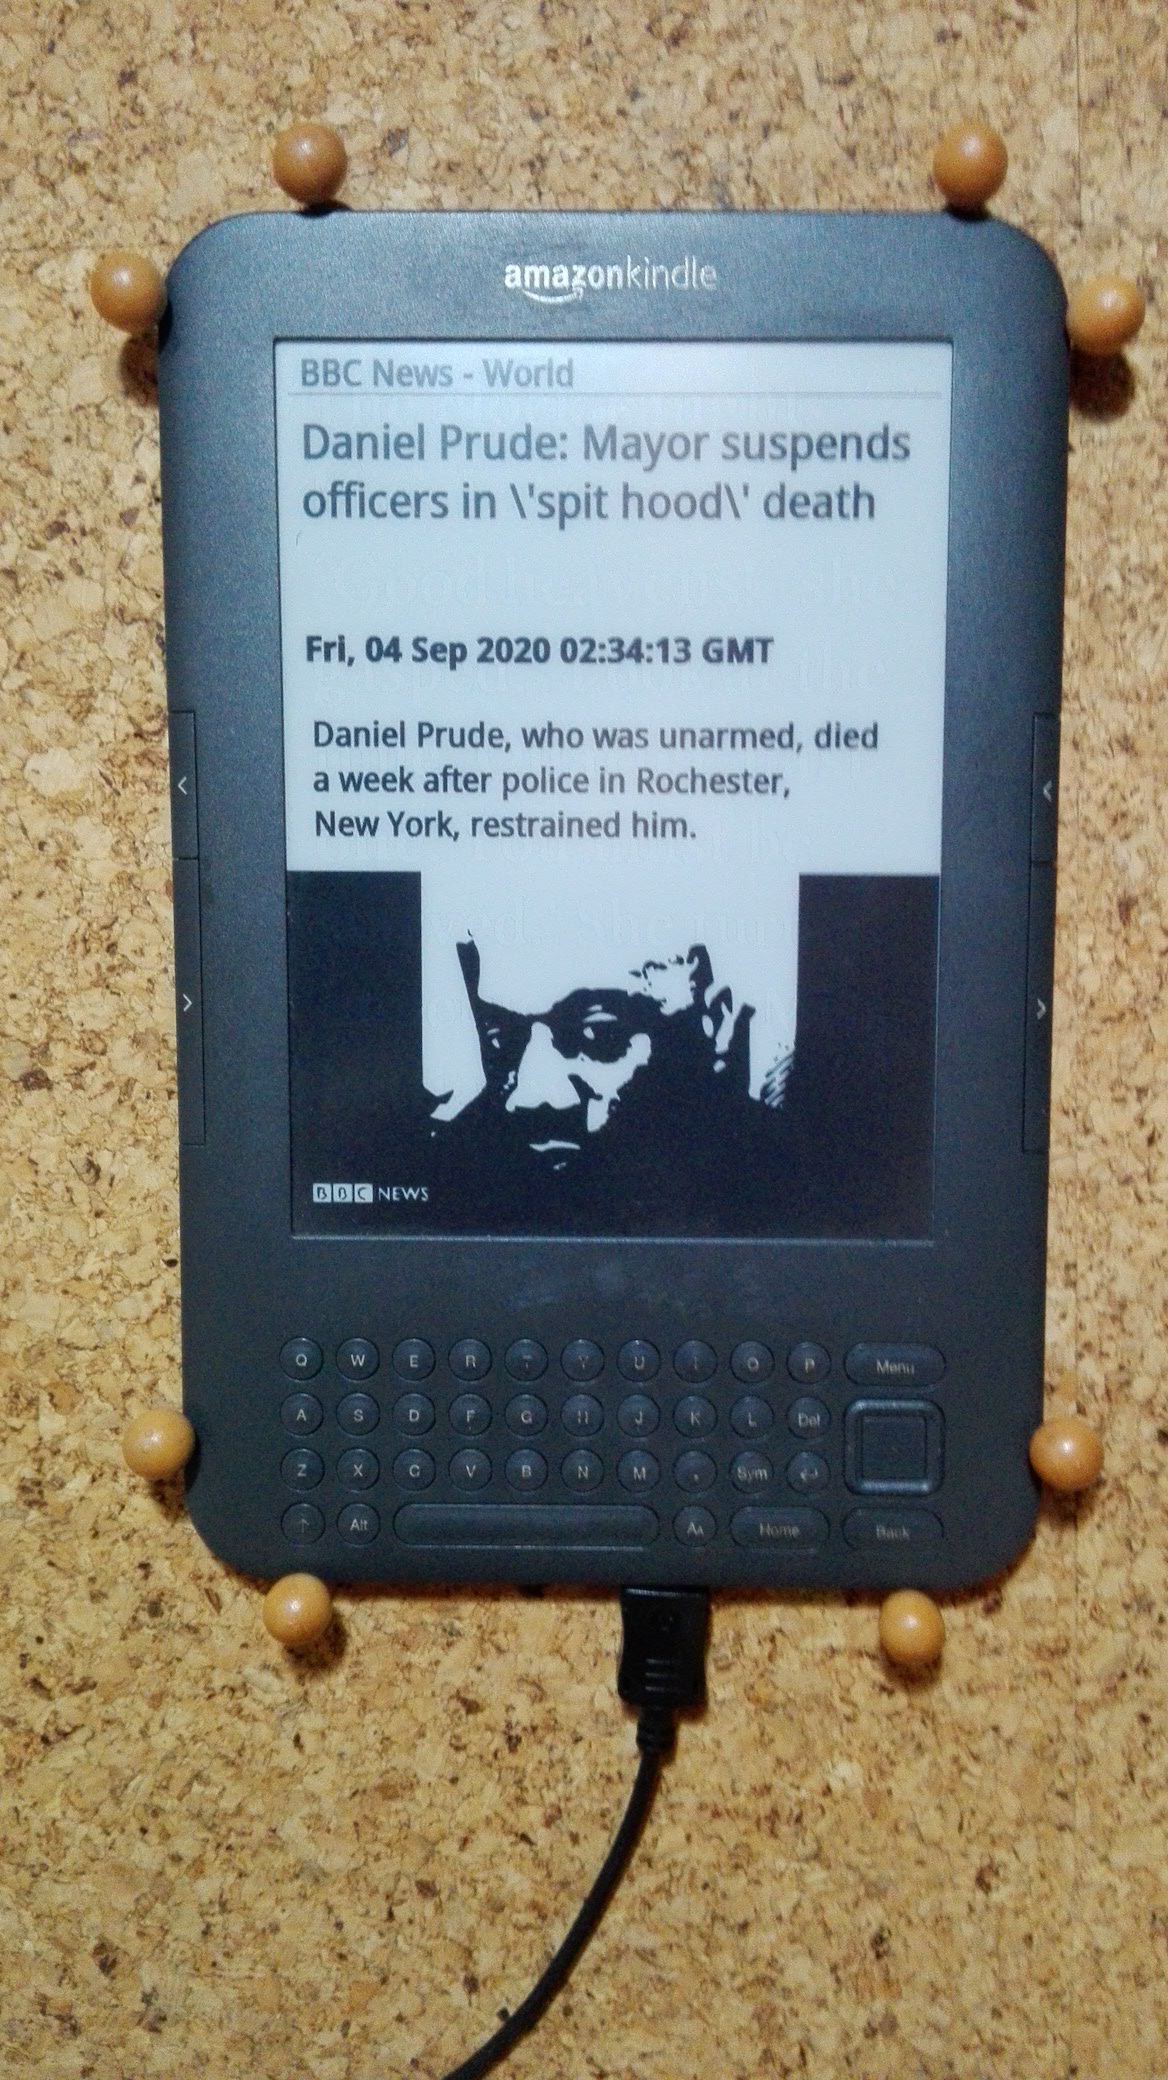 amazonkindle
BBC News - World
Daniel Prude: Mayor suspends
officers in \'spit hood\' death
Fri, 04 Sep 2020 02:34:13 GMT
Daniel Prude, who was unarmed, died
a week after police in Rochester,
New York, restrained him.
BBC NEWS
Q W E R T Y U I O P Menu
A S D F G H J K L Del
Z X C V B N M . Sym
Alt AA Home Back